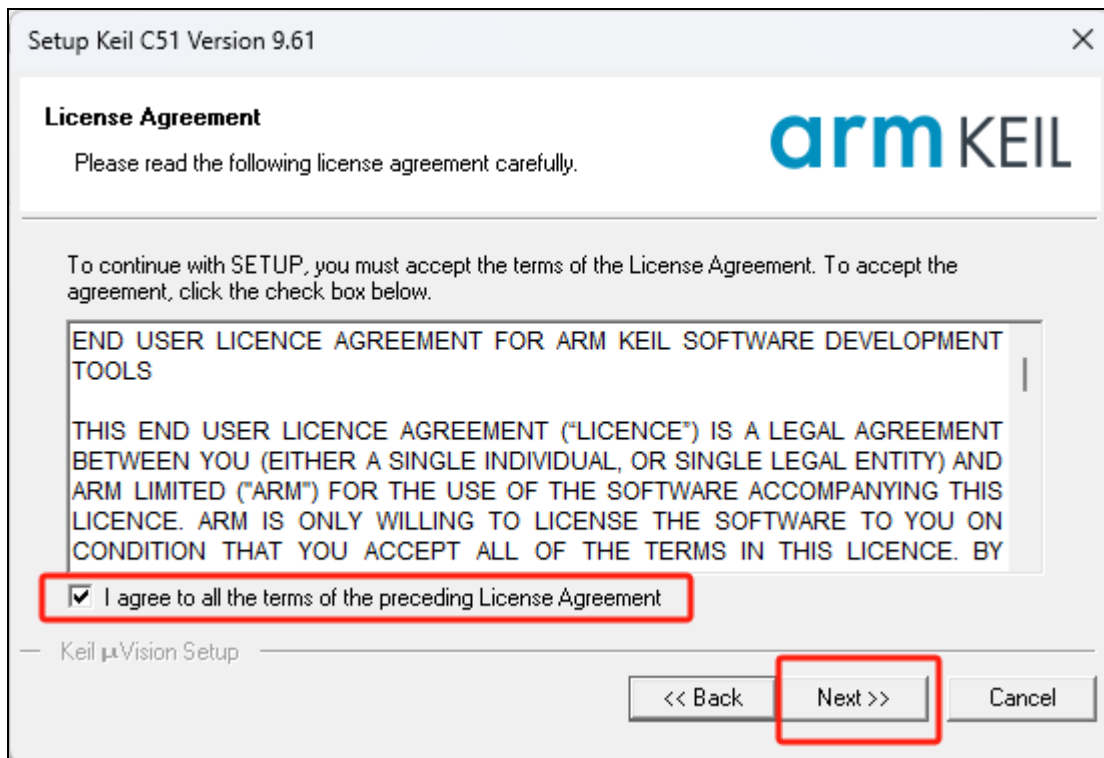 Setup Keil C51 Version 9.61
License Agreement
Please read the following license agreement carefully.
arm KEIL
To continue with SETUP, you must accept the terms of the License Agreement. To accept the
agreement, click the check box below.
END USER LICENCE AGREEMENT FOR ARM KEIL SOFTWARE DEVELOPMENT
TOOLS
THIS END USER LICENCE AGREEMENT (“LICENCE”) IS A LEGAL AGREEMENT
BETWEEN YOU (EITHER A SINGLE INDIVIDUAL, OR SINGLE LEGAL ENTITY) AND
ARM LIMITED ("ARM") FOR THE USE OF THE SOFTWARE ACCOMPANYING THIS
LICENCE. ARM IS ONLY WILLING TO LICENSE THE SOFTWARE TO YOU ON
CONDITION THAT YOU ACCEPT ALL OF THE TERMS IN THIS LICENCE. BY
I agree to all the terms of the preceding License Agreement
Keil µVision Setup
<< Back
Next >>
Cancel